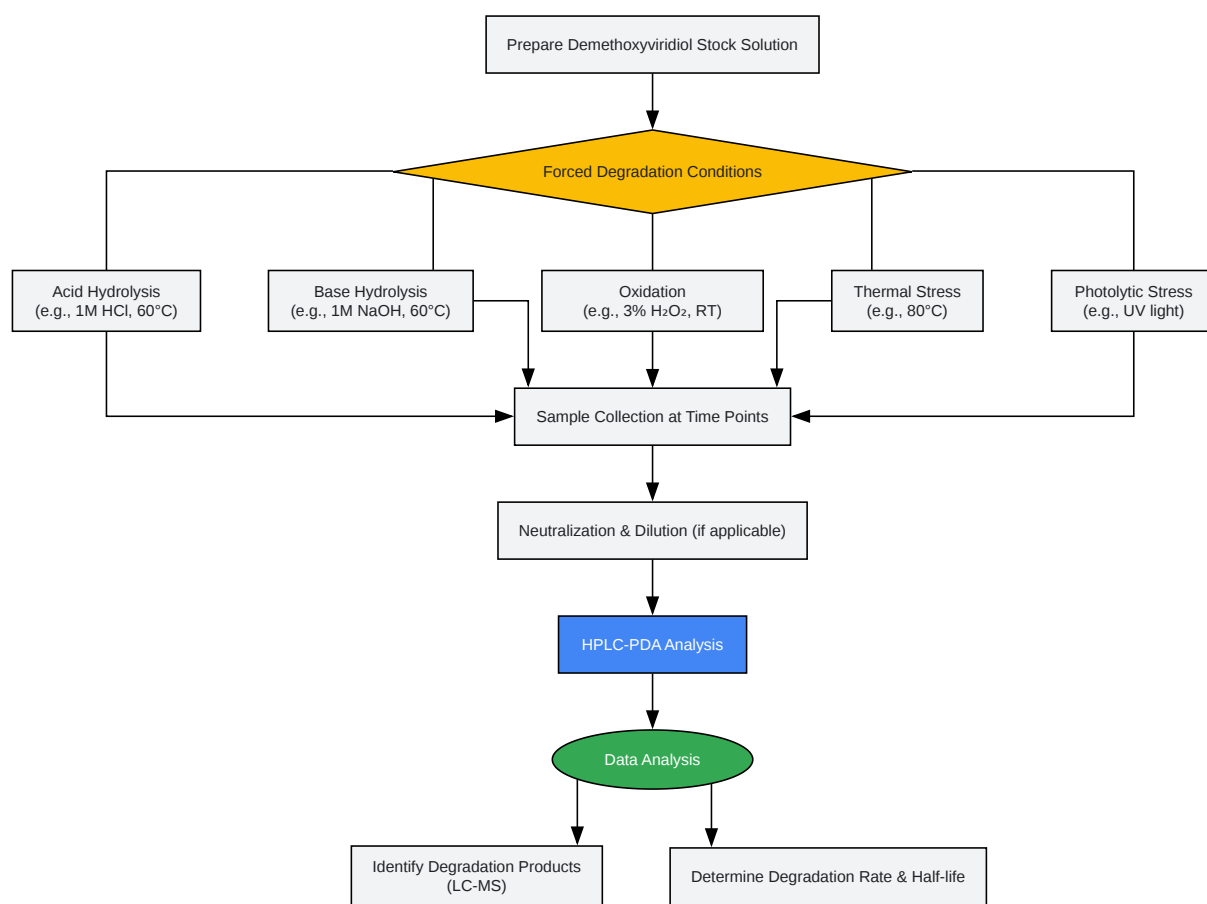 Prepare Demethoxyviridiol Stock Solution
Forced Degradation Conditions
Acid Hydrolysis
(e.g., 1M HCl, 60°C)
Base Hydrolysis
(e.g., 1M NaOH, 60°C)
Oxidation
(e.g., 3% H₂O₂, RT)
Thermal Stress
(e.g., 80°C)
Photolytic Stress
(e.g., UV light)
Sample Collection at Time Points
Neutralization & Dilution (if applicable)
HPLC-PDA Analysis
Data Analysis
Identify Degradation Products
(LC-MS)
Determine Degradation Rate & Half-life